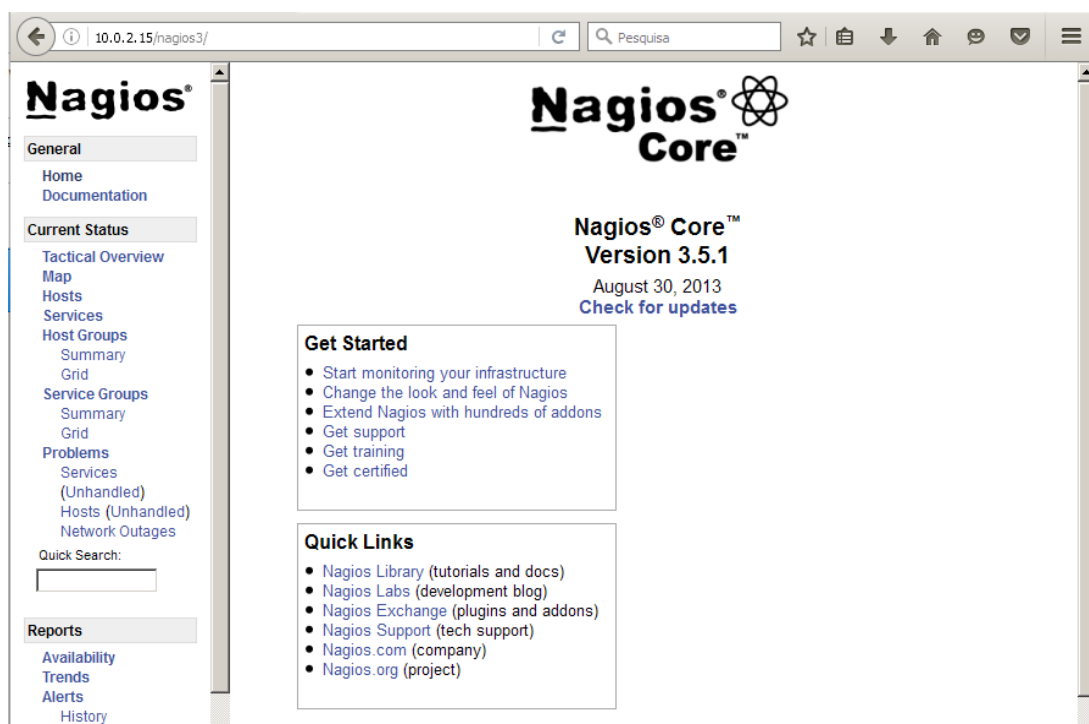 10.0.2.15/nagios3/
Pesquisa
Nagios®
General
Home
Documentation
Current Status
Tactical Overview
Map
Hosts
Services
Host Groups
Summary
Grid
Service Groups
Summary
Grid
Problems
Services
(Unhandled)
Hosts (Unhandled)
Network Outages
Quick Search:
Reports
Availability
Trends
Alerts
History
Nagios®
Core™
Nagios® Core™
Version 3.5.1
August 30, 2013
Check for updates
Get Started
• Start monitoring your infrastructure
• Change the look and feel of Nagios
• Extend Nagios with hundreds of addons
• Get support
• Get training
• Get certified
Quick Links
• Nagios Library (tutorials and docs)
• Nagios Labs (development blog)
• Nagios Exchange (plugins and addons)
• Nagios Support (tech support)
• Nagios.com (company)
• Nagios.org (project)